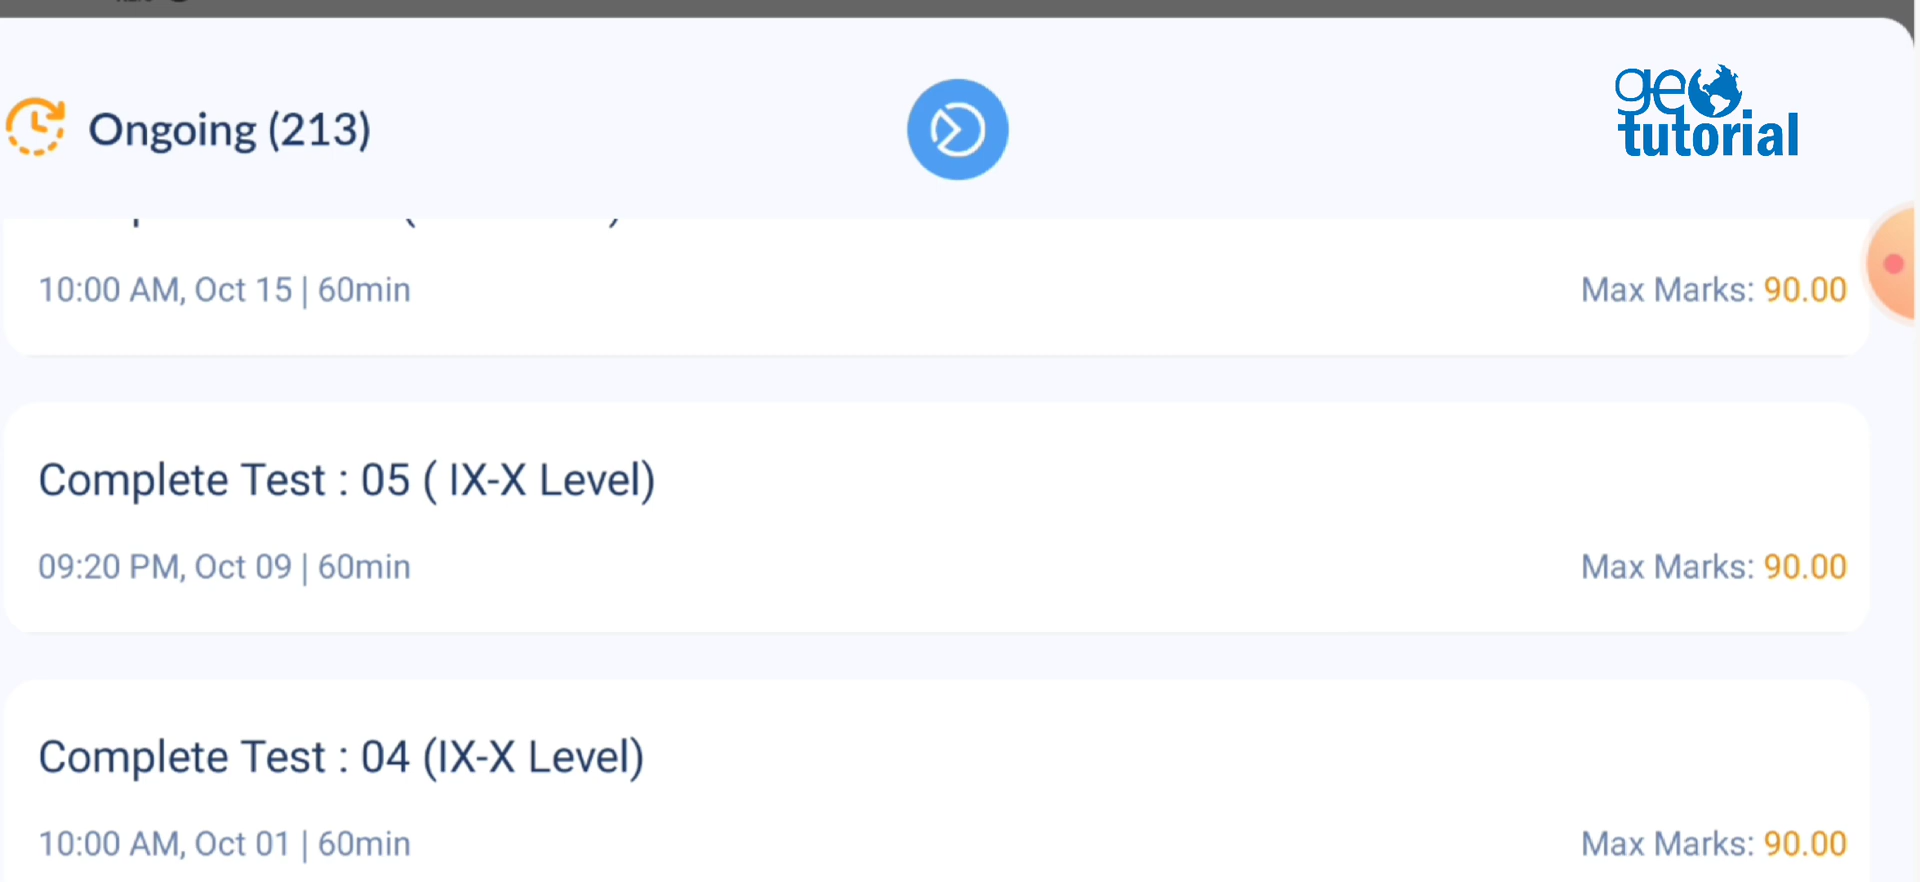 Ongoing (213)
geo
tutorial
10:00 AM, Oct 15 | 60min
Max Marks: 90.00
Complete Test : 05 ( IX-X Level)
09:20 PM, Oct 09 | 60min
Max Marks: 90.00
Complete Test : 04 (IX-X Level)
10:00 AM, Oct 01 | 60min
Max Marks: 90.00